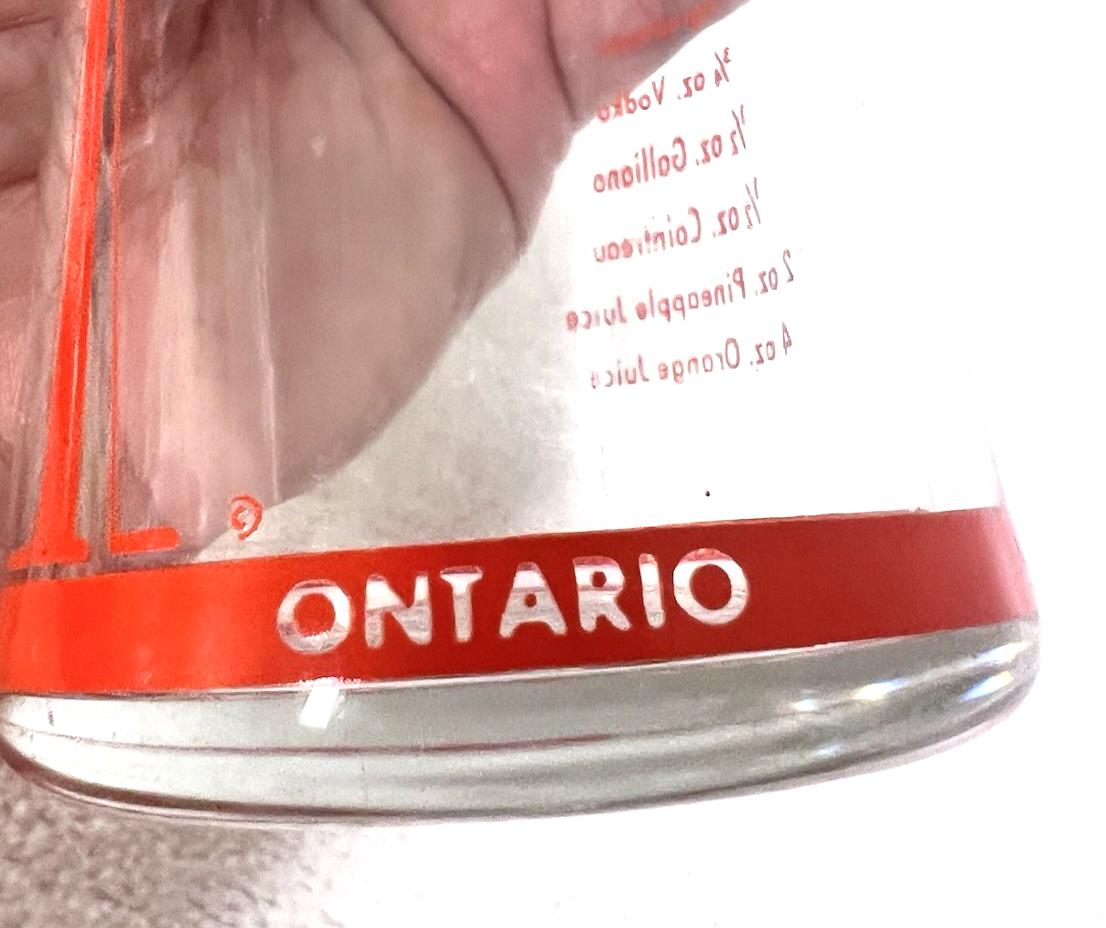 ¾ oz. Vodka
½ oz. Galliano
½ oz. Cointreau
2 oz. Pineapple Juice
4 oz. Orange Juice
ONTARIO